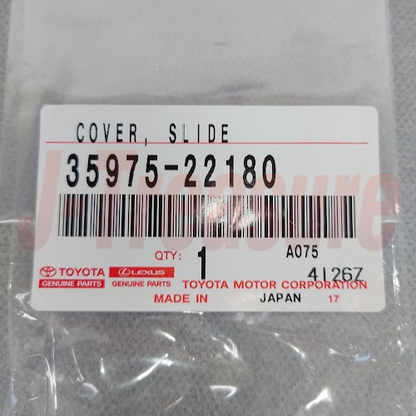 COVER, SLIDE
35975-22180
J-Treasure
QTY: 1 A075
41267
TOYOTA LEXUS
GENUINE PARTS GENUINE PARTS TOYOTA MOTOR CORPORATION
MADE IN JAPAN 17